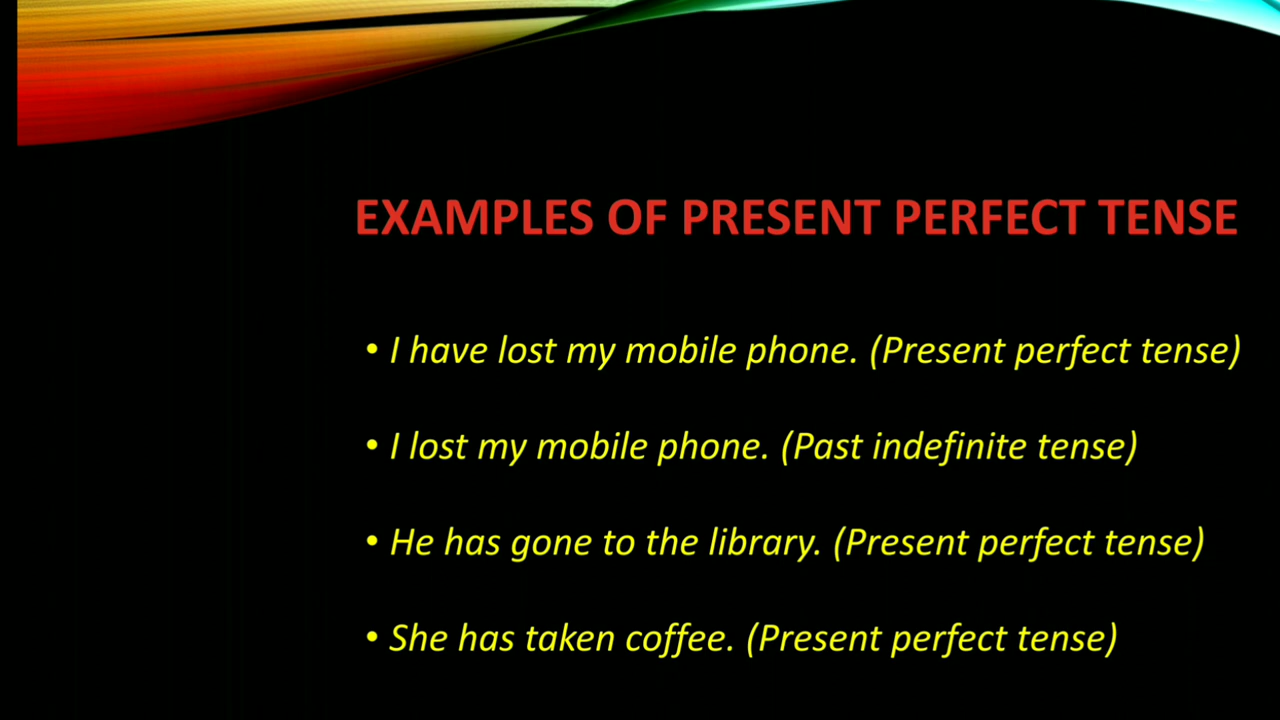 EXAMPLES OF PRESENT PERFECT TENSE
• I have lost my mobile phone. (Present perfect tense)
• I lost my mobile phone. (Past indefinite tense)
• He has gone to the library. (Present perfect tense)
• She has taken coffee. (Present perfect tense)